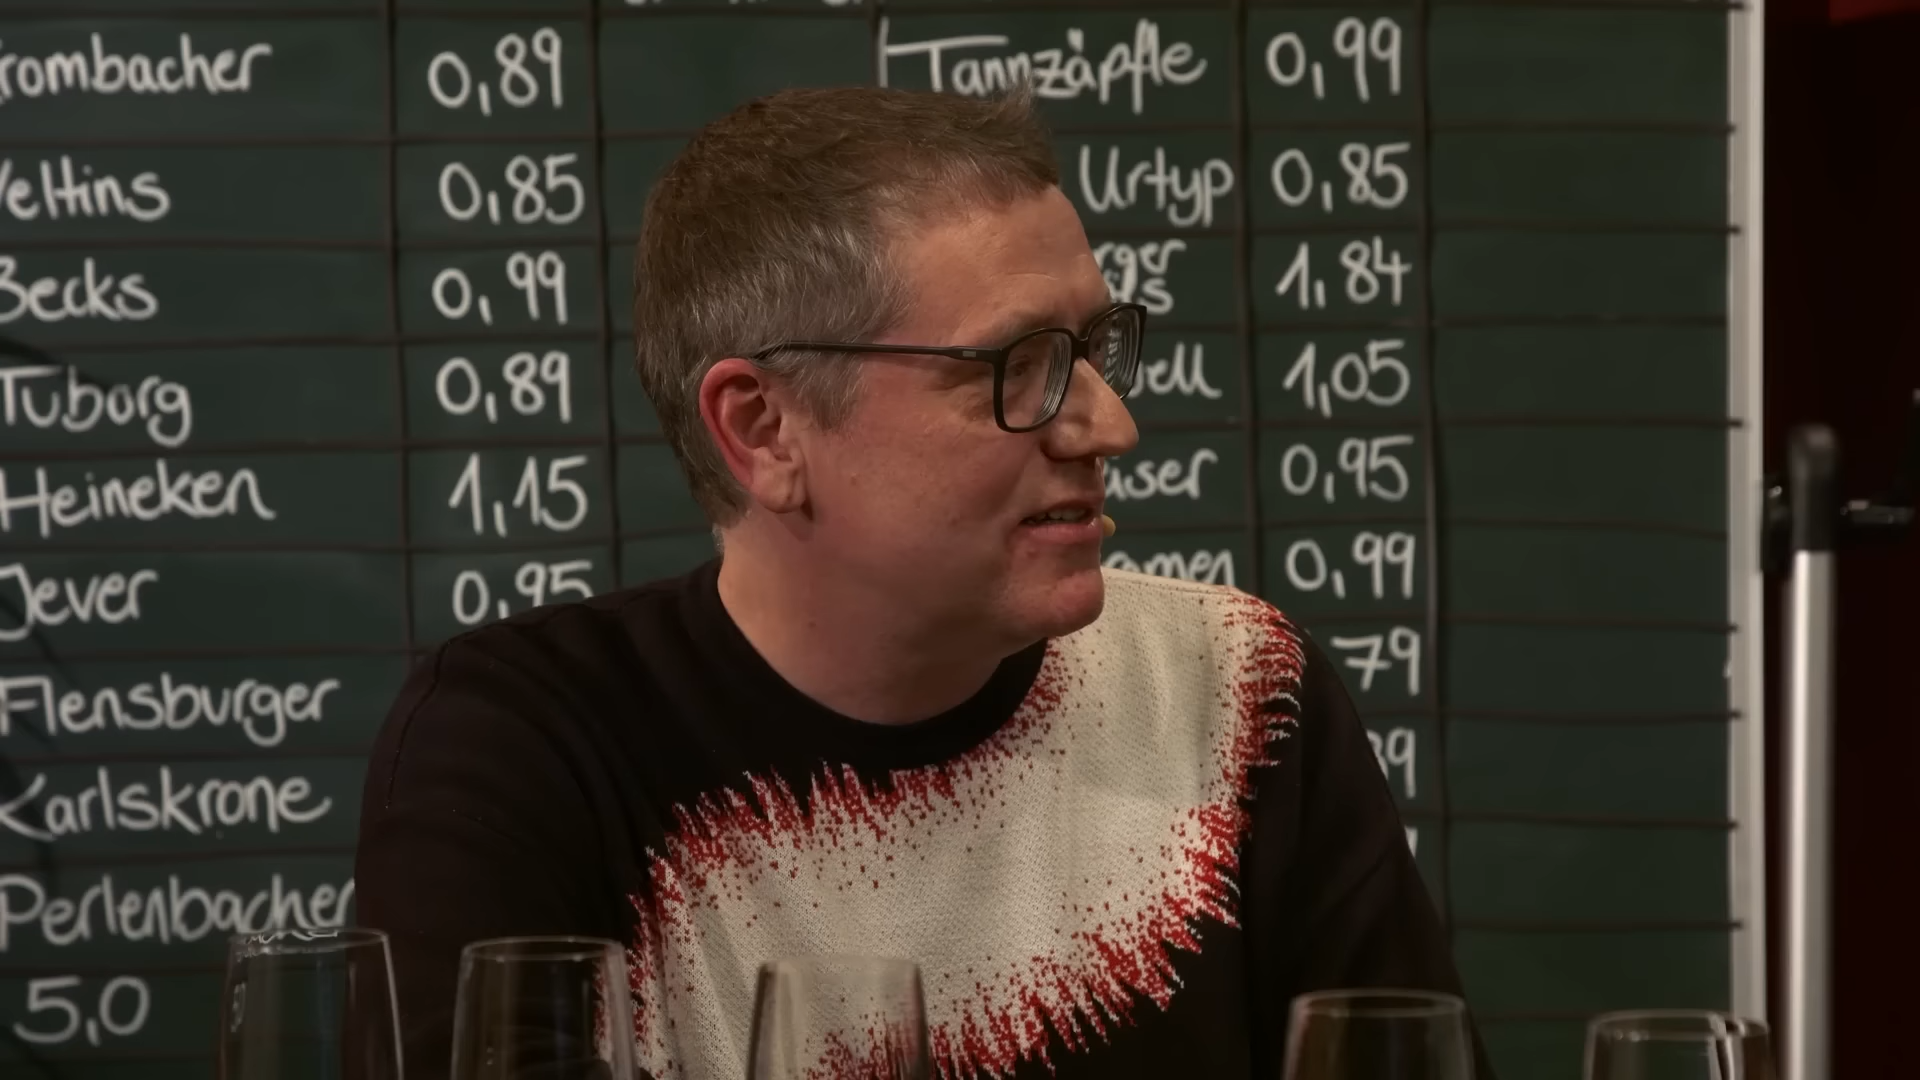 rombacher 0,89
Veltins 0,85
Becks 0,99
Tuborg 0,89
Heineken 1,15
Jever 0,95
Flensburger
Karlskrone
Perlenbacher
5,0
Tannzäpfle 0,99
Urtyp 0,85
1,84
1,05
0,95
0,99
79